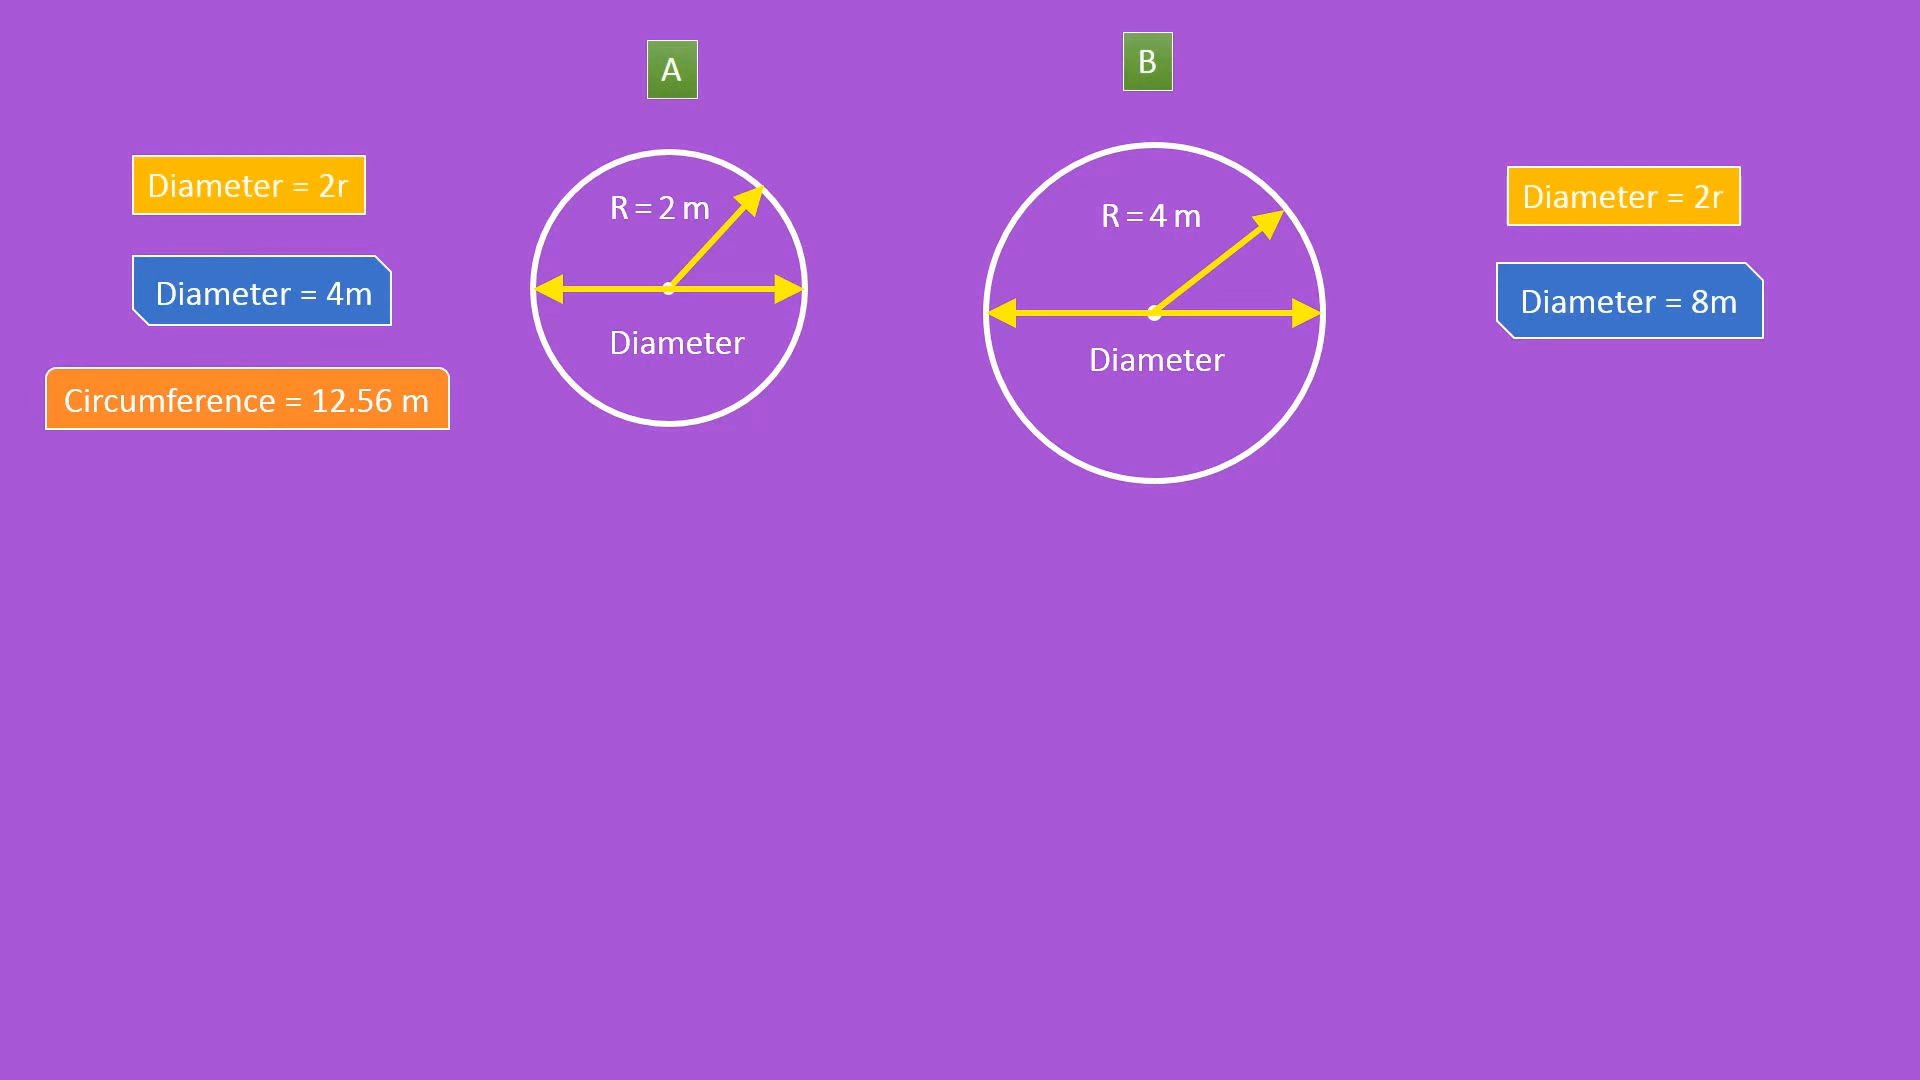 A
B
Diameter = 2r
Diameter = 4m
Circumference = 12.56 m
R = 2 m
Diameter
R = 4 m
Diameter
Diameter = 2r
Diameter = 8m